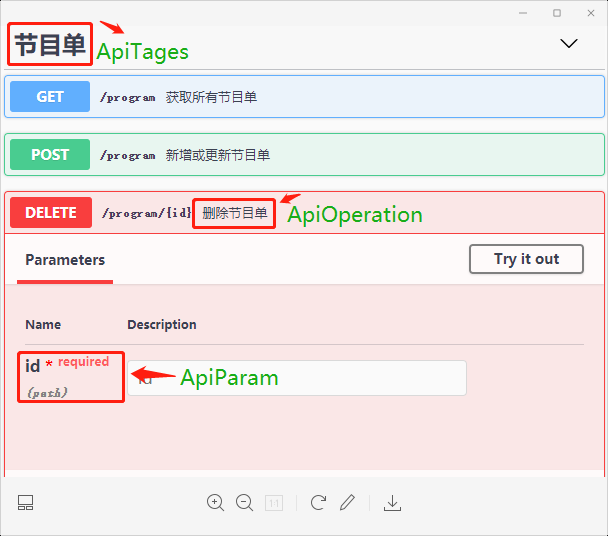 节目单
ApiTages
GET /program 获取所有节目单
POST /program 新增或更新节目单
DELETE /program/{id} 删除节目单 ApiOperation
Parameters Try it out
Name Description
id * required
(path)
id ApiParam
1:1